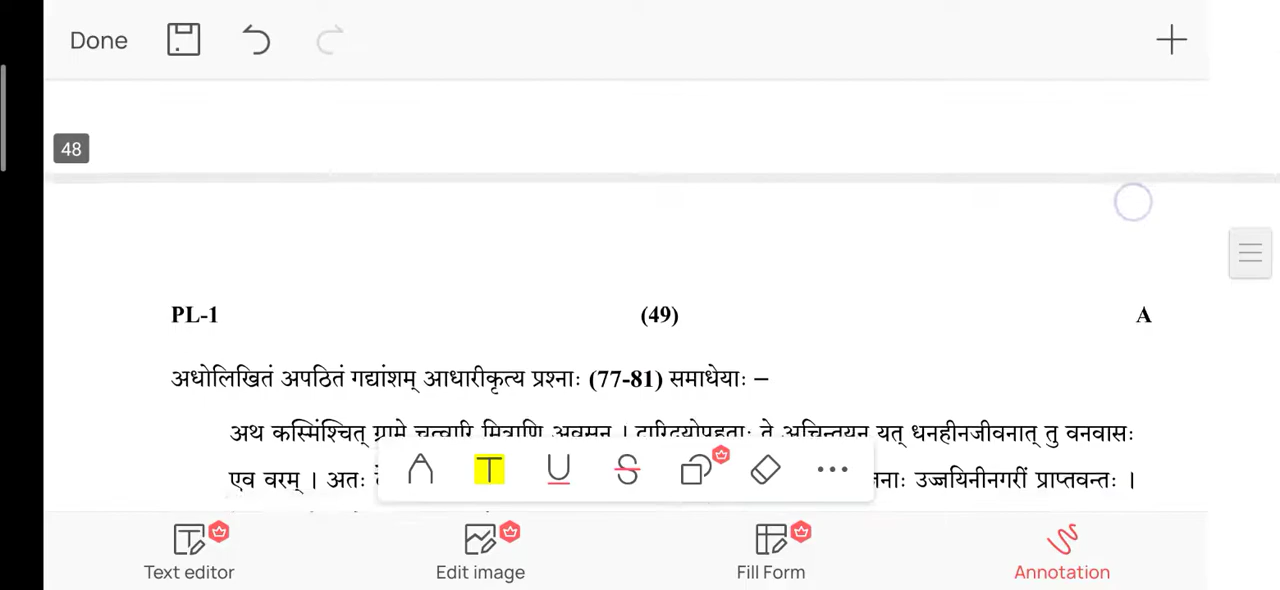 Done
48
PL-1 (49) A
अधोलिखितं अपठितं गद्यांशम् आधारीकृत्य प्रश्नाः (77-81) समाधेयाः –
अथ कस्मिंश्चित् ग्रामे चत्वारि मित्राणि अवसन् । दारिद्र्योपहताः ते अचिन्तयन् यत् धनहीनजीवनात् तु वनवासः
एव वरम् । अतः नाः उज्जयिनीनगरीं प्राप्तवन्तः ।
Text editor Edit image Fill Form Annotation